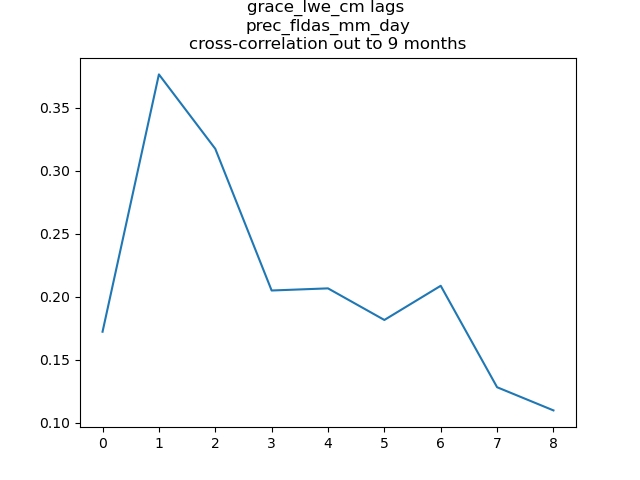 grace_lwe_cm lags
prec_fldas_mm_day
cross-correlation out to 9 months
0.35
0.30
0.25
0.20
0.15
0.10
0 1 2 3 4 5 6 7 8